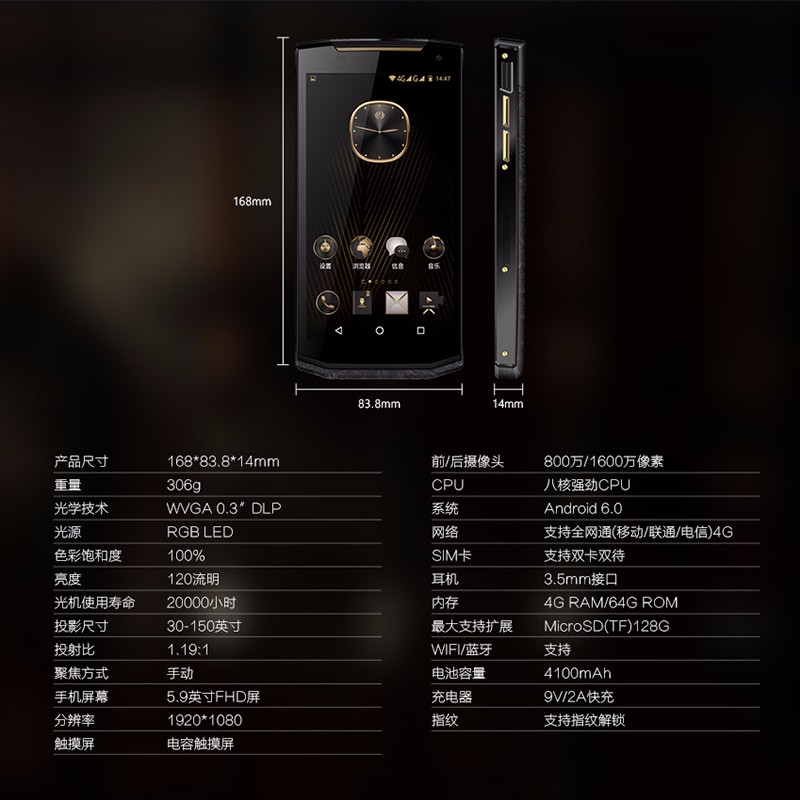 4G G 14:47
168mm
设置 浏览器 信息 音乐
83.8mm
14mm
产品尺寸 168*83.8*14mm
重量 306g
光学技术 WVGA 0.3″ DLP
光源 RGB LED
色彩饱和度 100%
亮度 120流明
光机使用寿命 20000小时
投影尺寸 30-150英寸
投射比 1.19:1
聚焦方式 手动
手机屏幕 5.9英寸FHD屏
分辨率 1920*1080
触摸屏 电容触摸屏
前/后摄像头 800万/1600万像素
CPU 八核强劲CPU
系统 Android 6.0
网络 支持全网通(移动/联通/电信)4G
SIM卡 支持双卡双待
耳机 3.5mm接口
内存 4G RAM/64G ROM
最大支持扩展 MicroSD(TF)128G
WIFI/蓝牙 支持
电池容量 4100mAh
充电器 9V/2A快充
指纹 支持指纹解锁